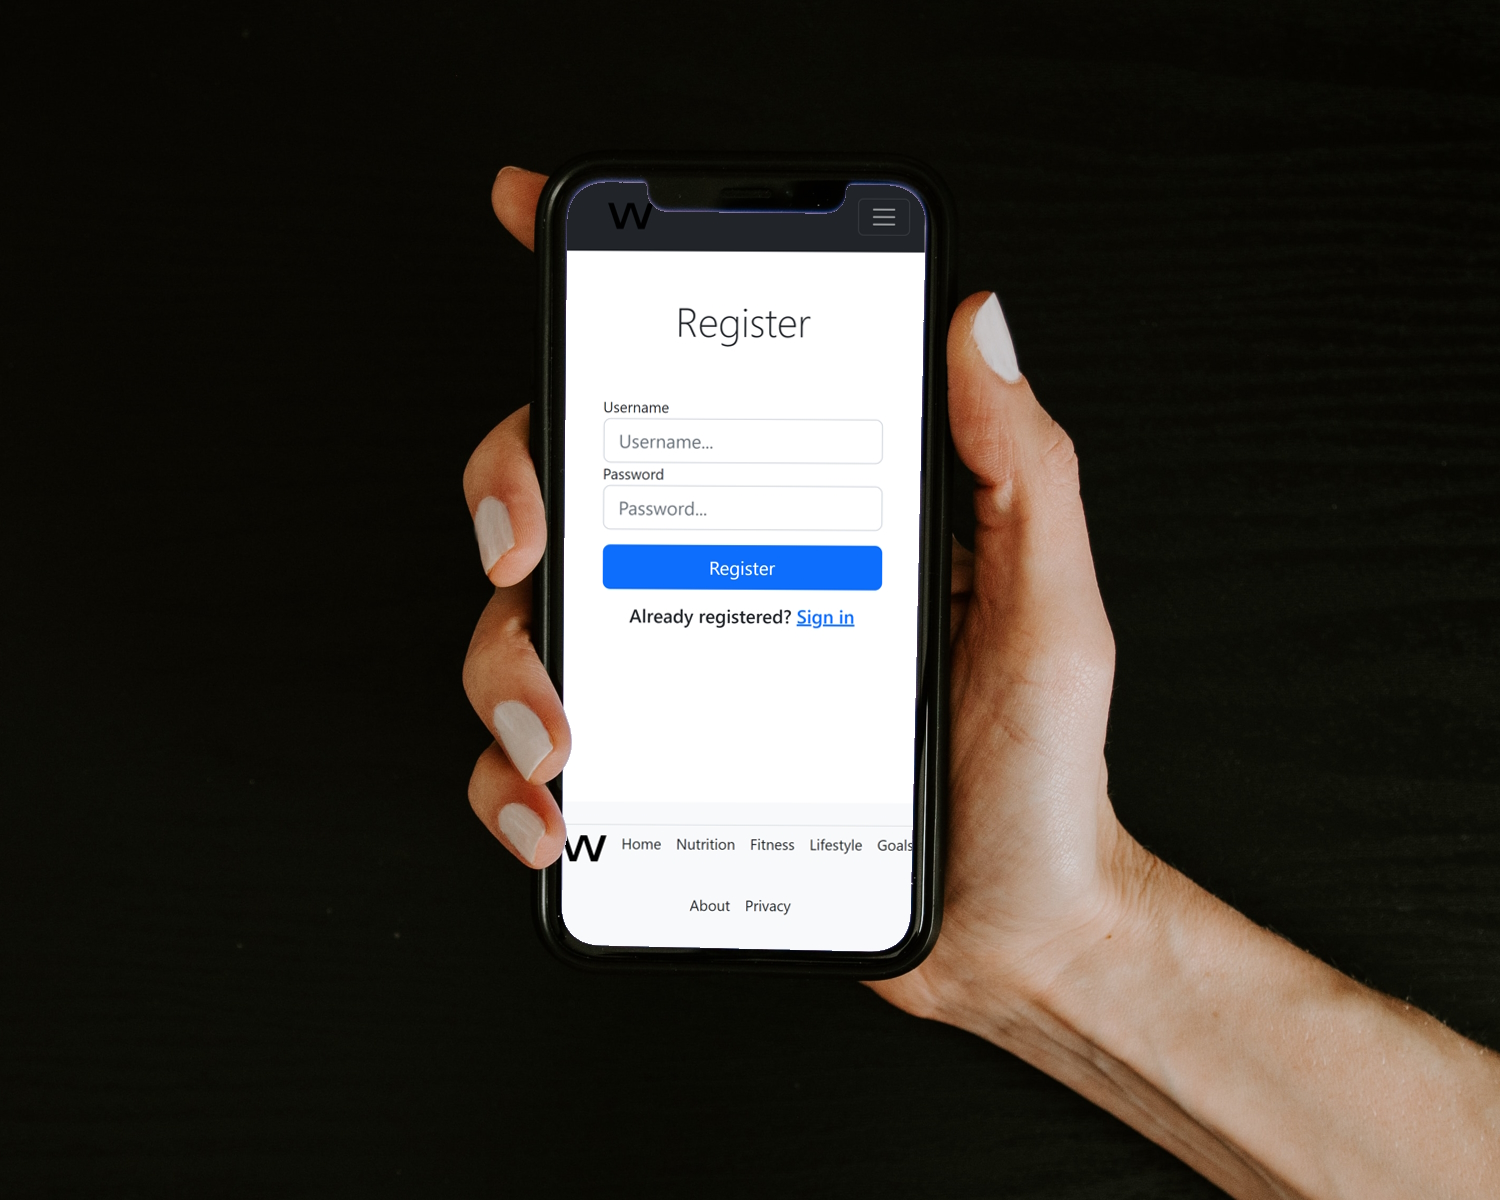 W
Register
Username
Username...
Password
Password...
Register
Already registered? Sign in
W Home Nutrition Fitness Lifestyle Goals
About Privacy